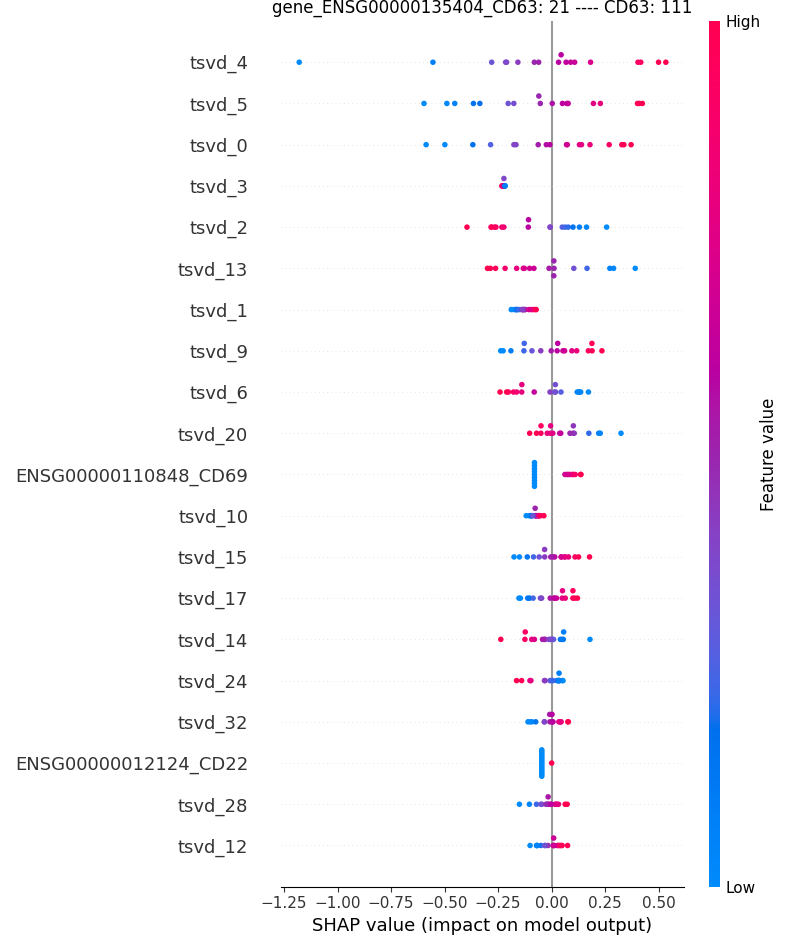 gene_ENSG00000135404_CD63: 21 ---- CD63: 111
High
tsvd_4
tsvd_5
tsvd_0
tsvd_3
tsvd_2
tsvd_13
tsvd_1
tsvd_9
tsvd_6
tsvd_20
ENSG00000110848_CD69
tsvd_10
tsvd_15
tsvd_17
tsvd_14
tsvd_24
tsvd_32
ENSG00000012124_CD22
tsvd_28
tsvd_12
Feature value
Low
−1.25 −1.00 −0.75 −0.50 −0.25 0.00 0.25 0.50
SHAP value (impact on model output)